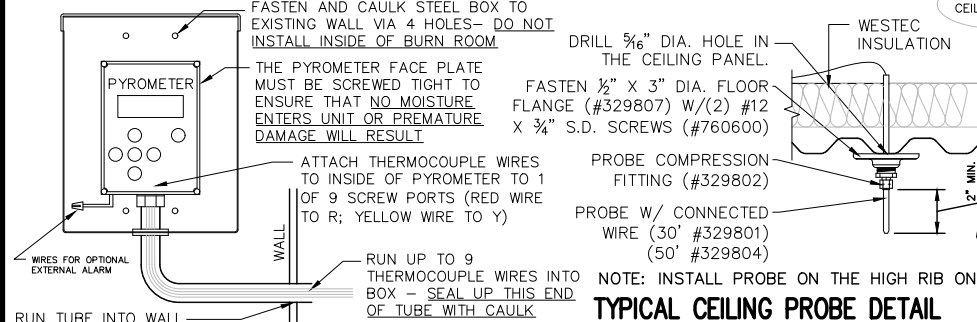 FASTEN AND CAULK STEEL BOX TO
EXISTING WALL VIA 4 HOLES– DO NOT
INSTALL INSIDE OF BURN ROOM
PYROMETER
THE PYROMETER FACE PLATE
MUST BE SCREWED TIGHT TO
ENSURE THAT NO MOISTURE
ENTERS UNIT OR PREMATURE
DAMAGE WILL RESULT
ATTACH THERMOCOUPLE WIRES
TO INSIDE OF PYROMETER TO 1
OF 9 SCREW PORTS (RED WIRE
TO R; YELLOW WIRE TO Y)
WIRES FOR OPTIONAL
EXTERNAL ALARM
WALL
RUN UP TO 9
THERMOCOUPLE WIRES INTO
BOX – SEAL UP THIS END
OF TUBE WITH CAULK
RUN TUBE INTO WALL
CEIL
WESTEC
INSULATION
DRILL 5/16" DIA. HOLE IN
THE CEILING PANEL.
FASTEN 1/2" X 3" DIA. FLOOR
FLANGE (#329807) W/(2) #12
X 3/4" S.D. SCREWS (#760600)
PROBE COMPRESSION
FITTING (#329802)
PROBE W/ CONNECTED
WIRE (30' #329801)
(50' #329804)
2" MIN.
NOTE: INSTALL PROBE ON THE HIGH RIB ON
TYPICAL CEILING PROBE DETAIL